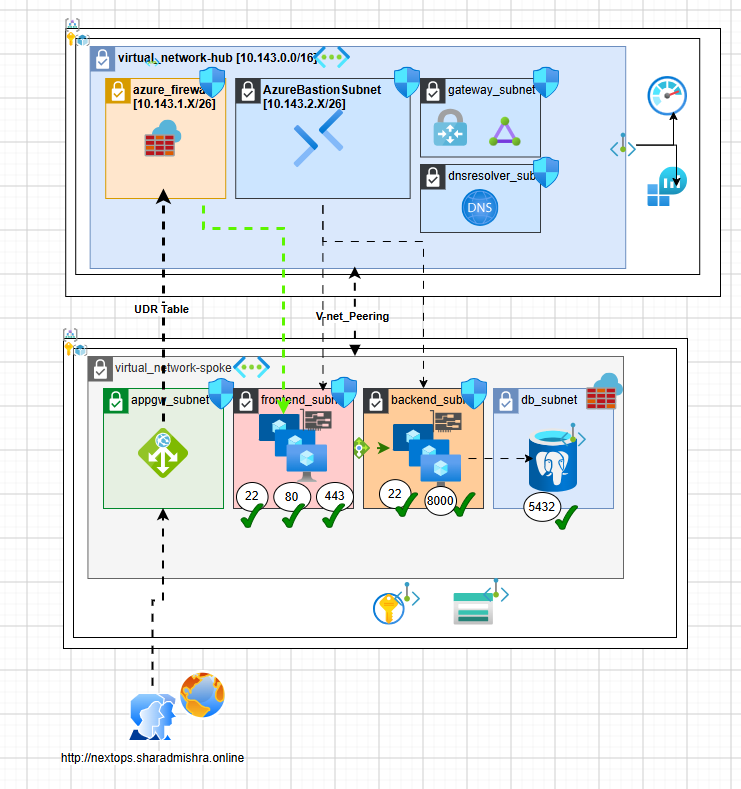 virtual_network-hub [10.143.0.0/16]
azure_firewa
[10.143.1.X/26]
AzureBastionSubnet
[10.143.2.X/26]
gateway_subnet
dnsresolver_sub
DNS
UDR Table
V-net_Peering
virtual_network-spoke
appgw_subnet
frontend_subn
backend_sub
db_subnet
22
80
443
22
8000
5432
http://nextops.sharadmishra.online